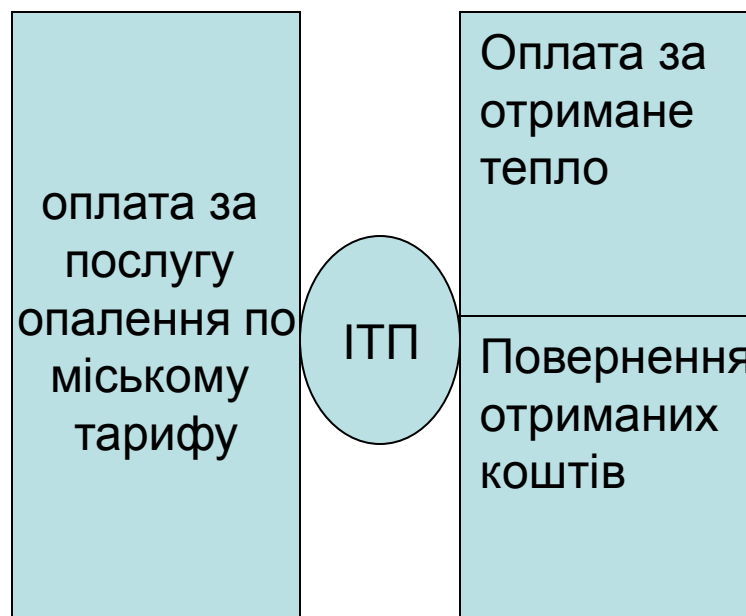 оплата за
послугу
опалення по
міському
тарифу
ІТП
Оплата за
отримане
тепло
Повернення
отриманих
коштів